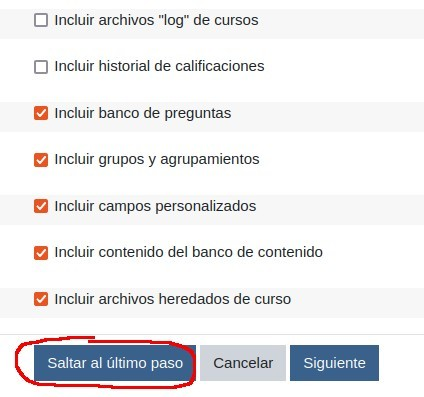 Incluir archivos "log" de cursos
Incluir historial de calificaciones
Incluir banco de preguntas
Incluir grupos y agrupamientos
Incluir campos personalizados
Incluir contenido del banco de contenido
Incluir archivos heredados de curso
Saltar al último paso Cancelar Siguiente